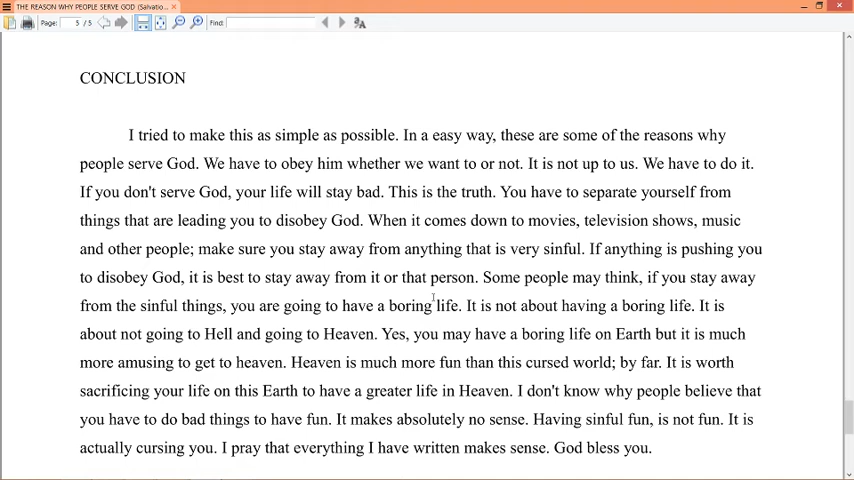 THE REASON WHY PEOPLE SERVE GOD (Salvatio...
Page: 5 / 5 Find:
CONCLUSION
I tried to make this as simple as possible. In a easy way, these are some of the reasons why
people serve God. We have to obey him whether we want to or not. It is not up to us. We have to do it.
If you don't serve God, your life will stay bad. This is the truth. You have to separate yourself from
things that are leading you to disobey God. When it comes down to movies, television shows, music
and other people; make sure you stay away from anything that is very sinful. If anything is pushing you
to disobey God, it is best to stay away from it or that person. Some people may think, if you stay away
from the sinful things, you are going to have a boring life. It is not about having a boring life. It is
about not going to Hell and going to Heaven. Yes, you may have a boring life on Earth but it is much
more amusing to get to heaven. Heaven is much more fun than this cursed world; by far. It is worth
sacrificing your life on this Earth to have a greater life in Heaven. I don't know why people believe that
you have to do bad things to have fun. It makes absolutely no sense. Having sinful fun, is not fun. It is
actually cursing you. I pray that everything I have written makes sense. God bless you.